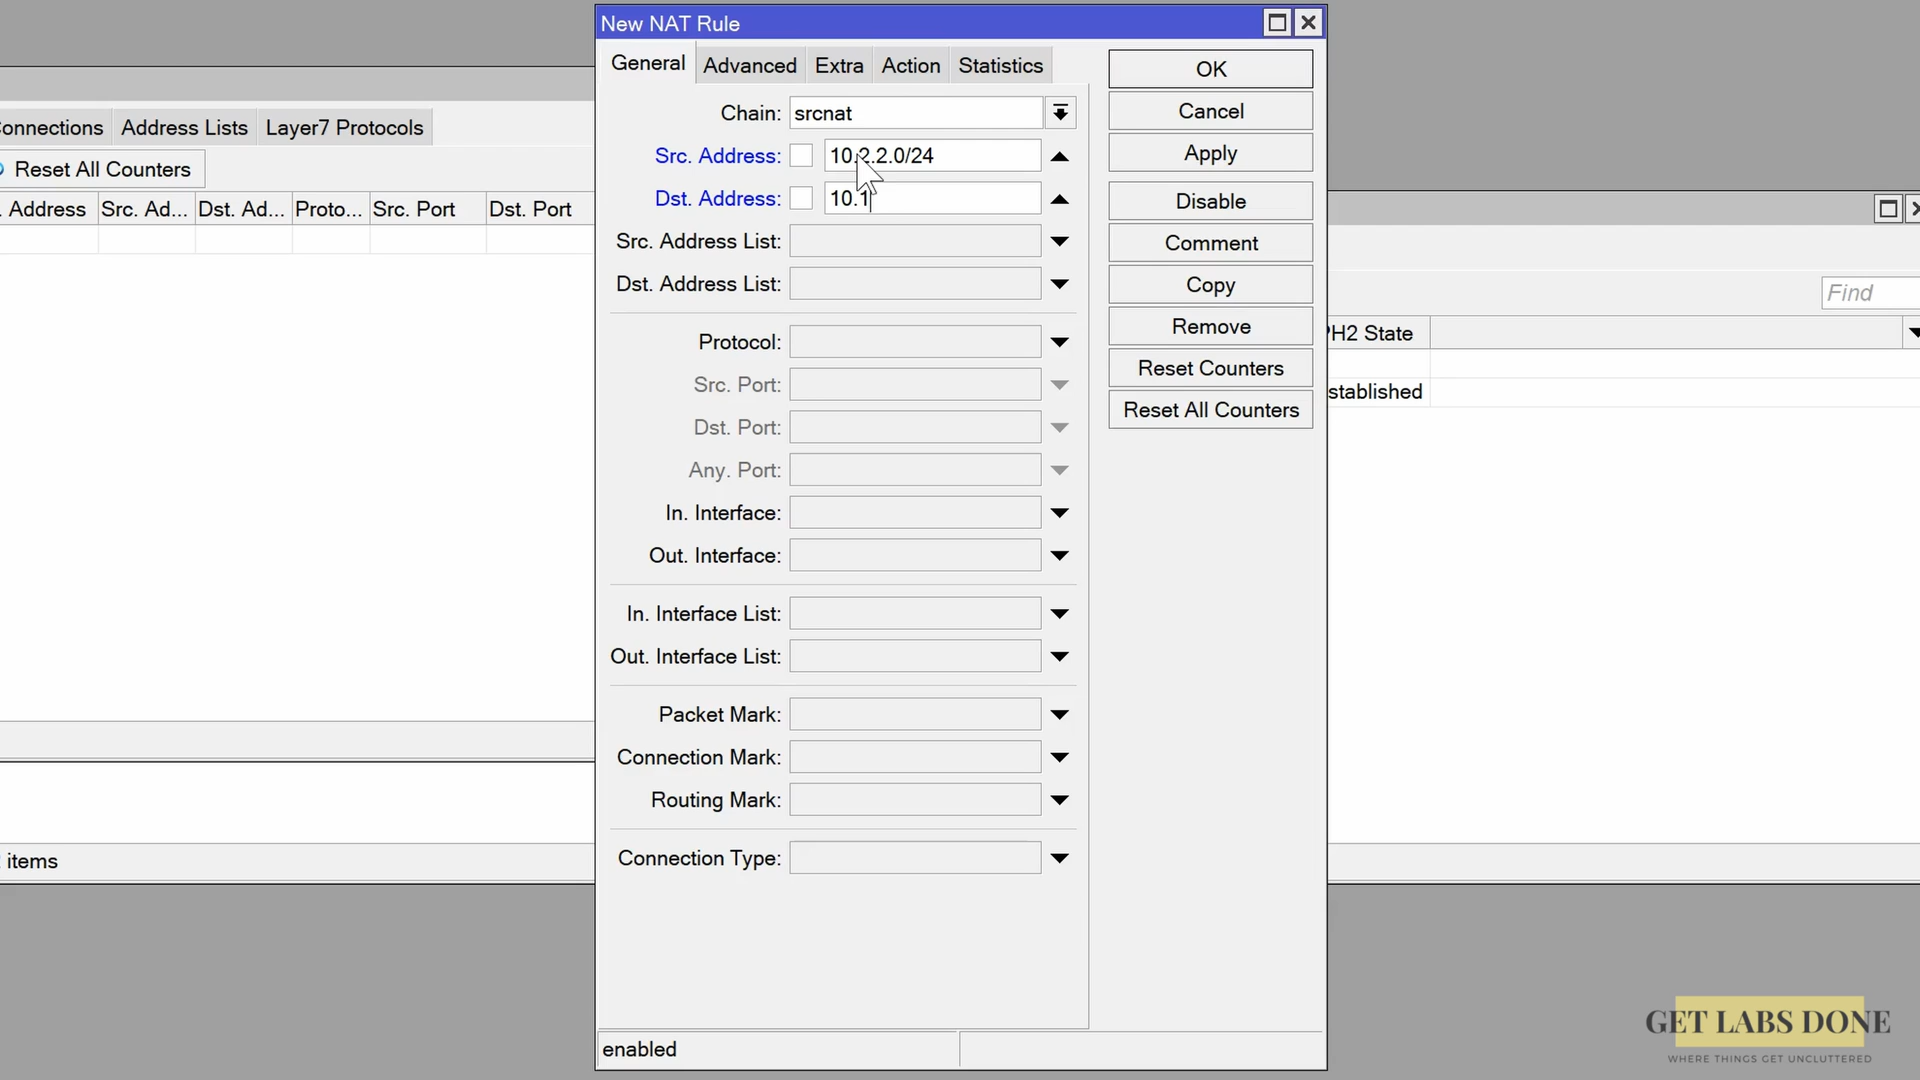 New NAT Rule
General Advanced Extra Action Statistics
Chain: srcnat
Src. Address: 10.2.2.0/24
Dst. Address: 10.1
Src. Address List:
Dst. Address List:
Protocol:
Src. Port:
Dst. Port:
Any. Port:
In. Interface:
Out. Interface:
In. Interface List:
Out. Interface List:
Packet Mark:
Connection Mark:
Routing Mark:
Connection Type:
enabled
OK
Cancel
Apply
Disable
Comment
Copy
Remove
Reset Counters
Reset All Counters
onnections Address Lists Layer7 Protocols
Reset All Counters
. Address Src. Ad... Dst. Ad... Proto... Src. Port Dst. Port
items
Find
PH2 State
stablished
GET LABS DONE
WHERE THINGS GET UNCLUTTERED